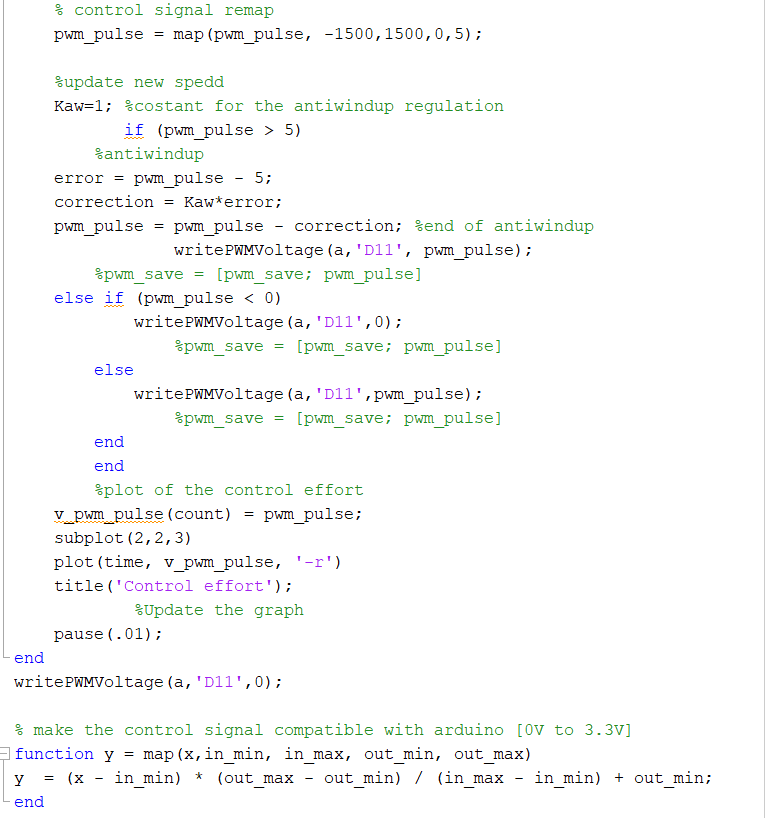 % control signal remap
pwm_pulse = map(pwm_pulse, -1500,1500,0,5);
%update new spedd
Kaw=1; %costant for the antiwindup regulation
if (pwm_pulse > 5)
%antiwindup
error = pwm_pulse - 5;
correction = Kaw*error;
pwm_pulse = pwm_pulse - correction; %end of antiwindup
writePWMVoltage(a,'D11', pwm_pulse);
%pwm_save = [pwm_save; pwm_pulse]
else if (pwm_pulse < 0)
writePWMVoltage(a,'D11',0);
%pwm_save = [pwm_save; pwm_pulse]
else
writePWMVoltage(a,'D11',pwm_pulse);
%pwm_save = [pwm_save; pwm_pulse]
end
end
%plot of the control effort
v_pwm_pulse(count) = pwm_pulse;
subplot(2,2,3)
plot(time, v_pwm_pulse, '-r')
title('Control effort');
%Update the graph
pause(.01);
end
writePWMVoltage(a,'D11',0);
% make the control signal compatible with arduino [0V to 3.3V]
function y = map(x,in_min, in_max, out_min, out_max)
y  = (x - in_min) * (out_max - out_min) / (in_max - in_min) + out_min;
end